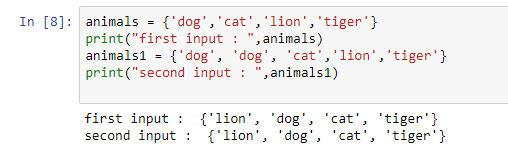 In [8]: animals = {'dog','cat','lion','tiger'}
print("first input : ",animals)
animals1 = {'dog', 'dog', 'cat','lion','tiger'}
print("second input : ",animals1)
first input :  {'lion', 'dog', 'cat', 'tiger'}
second input :  {'lion', 'dog', 'cat', 'tiger'}